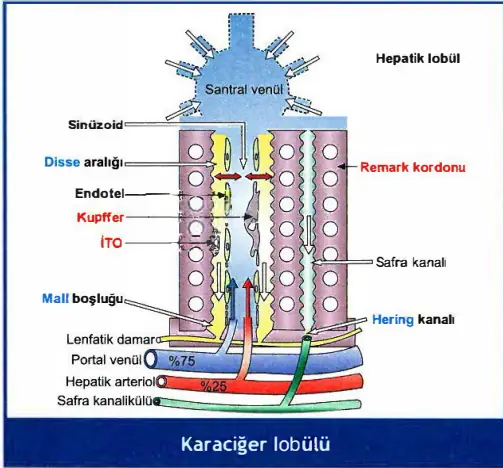 Hepatik lobül
Santral venül
Sinüzoid
Disse aralığı
Remark kordonu
Endotel
Kupffer
İTO
Safra kanalı
Mall boşluğu
Hering kanalı
Lenfatik damar
Portal venül %75
Hepatik arteriol %25
Safra kanalikülü
Karaciğer lobülü